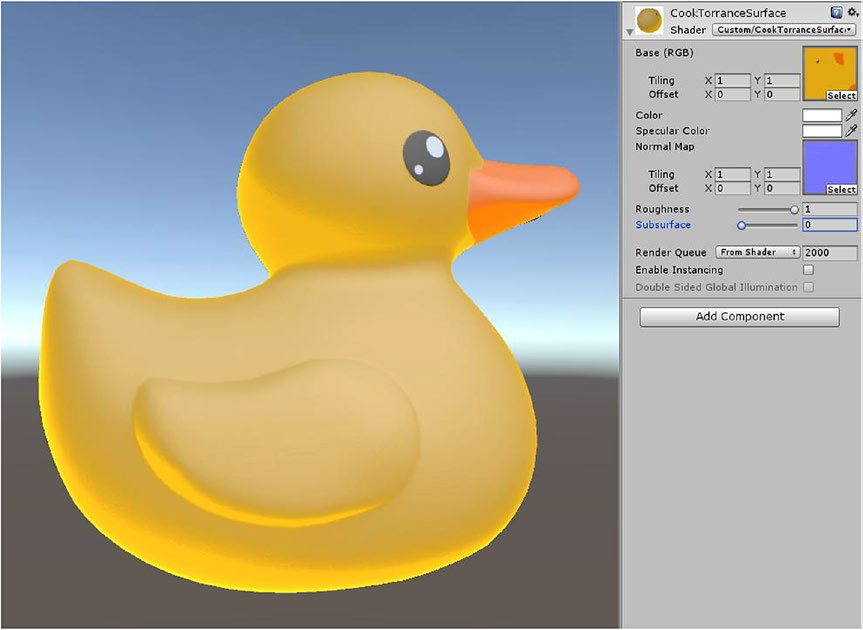 CookTorranceSurface
Shader Custom/CookTorranceSurfac
Base (RGB)
Tiling X 1 Y 1
Offset X 0 Y 0
Select
Color
Specular Color
Normal Map
Tiling X 1 Y 1
Offset X 0 Y 0
Select
Roughness 1
Subsurface 0
Render Queue From Shader 2000
Enable Instancing
Double Sided Global Illumination
Add Component